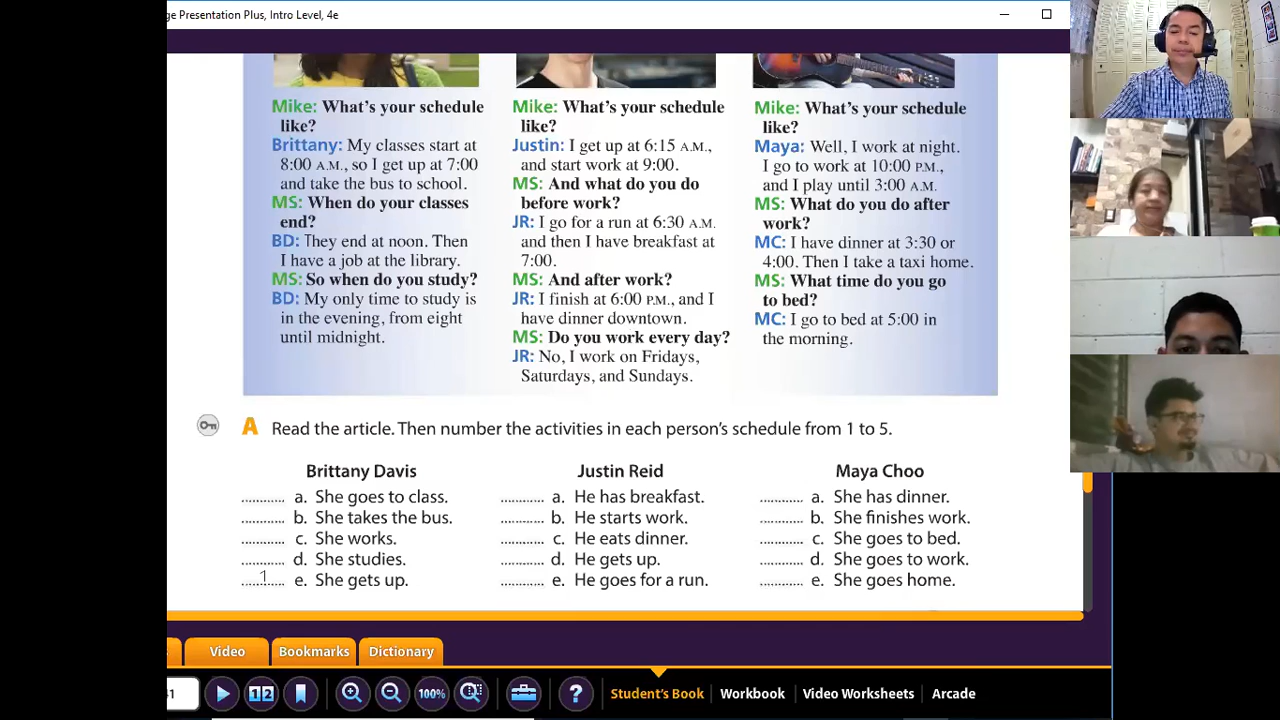 ge Presentation Plus, Intro Level, 4e
Mike: What's your schedule
like?
Brittany: My classes start at
8:00 A.M., so I get up at 7:00
and take the bus to school.
MS: When do your classes
end?
BD: They end at noon. Then
I have a job at the library.
MS: So when do you study?
BD: My only time to study is
in the evening, from eight
until midnight.
Mike: What's your schedule
like?
Justin: I get up at 6:15 A.M.,
and start work at 9:00.
MS: And what do you do
before work?
JR: I go for a run at 6:30 A.M.
and then I have breakfast at
7:00.
MS: And after work?
JR: I finish at 6:00 P.M., and I
have dinner downtown.
MS: Do you work every day?
JR: No, I work on Fridays,
Saturdays, and Sundays.
Mike: What's your schedule
like?
Maya: Well, I work at night.
I go to work at 10:00 P.M.,
and I play until 3:00 A.M.
MS: What do you do after
work?
MC: I have dinner at 3:30 or
4:00. Then I take a taxi home.
MS: What time do you go
to bed?
MC: I go to bed at 5:00 in
the morning.
A Read the article. Then number the activities in each person's schedule from 1 to 5.
Brittany Davis
........... a. She goes to class.
........... b. She takes the bus.
........... c. She works.
........... d. She studies.
.....1..... e. She gets up.
Justin Reid
........... a. He has breakfast.
........... b. He starts work.
........... c. He eats dinner.
........... d. He gets up.
........... e. He goes for a run.
Maya Choo
........... a. She has dinner.
........... b. She finishes work.
........... c. She goes to bed.
........... d. She goes to work.
........... e. She goes home.
Video Bookmarks Dictionary
41 12 100% ? Student's Book Workbook Video Worksheets Arcade